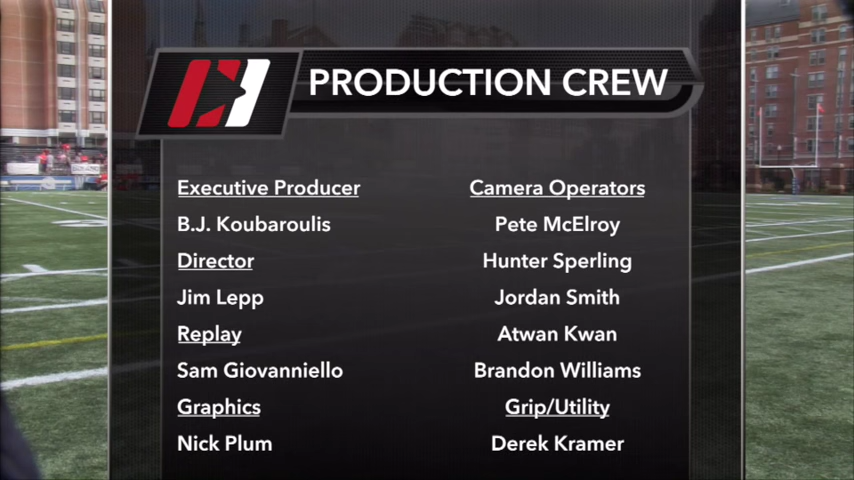 PRODUCTION CREW
Executive Producer
B.J. Koubaroulis
Director
Jim Lepp
Replay
Sam Giovanniello
Graphics
Nick Plum
Camera Operators
Pete McElroy
Hunter Sperling
Jordan Smith
Atwan Kwan
Brandon Williams
Grip/Utility
Derek Kramer